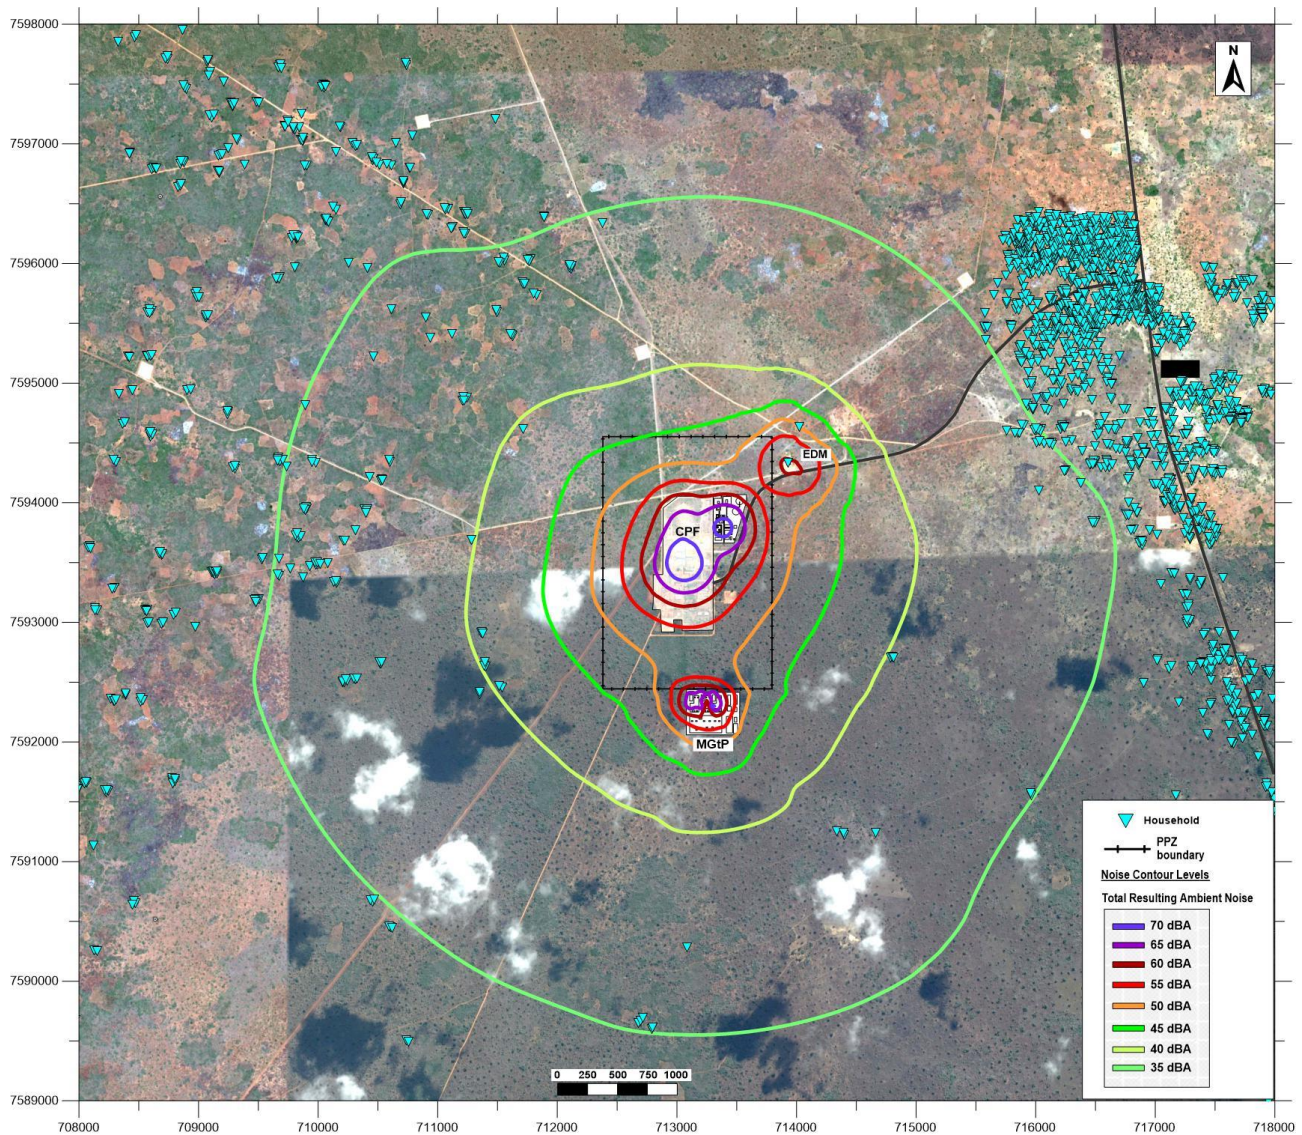 7598000
N
7597000
7596000
7595000
EDM
7594000
CPF
7593000
7592000
MGtP
Household
PPZ
boundary
Noise Contour Levels
Total Resulting Ambient Noise
7591000
70 dBA
65 dBA
60 dBA
55 dBA
7590000
50 dBA
45 dBA
40 dBA
35 dBA
0 250 500 750 1000
7589000
708000 709000 710000 711000 712000 713000 714000 715000 716000 717000 718000